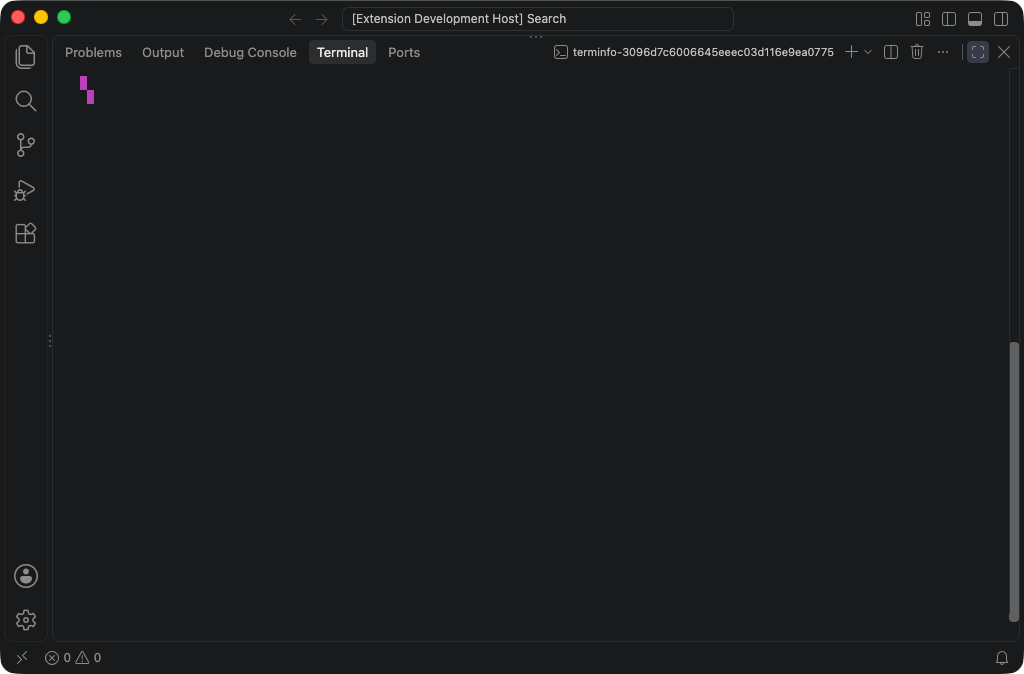 [Extension Development Host] Search
Problems Output Debug Console Terminal Ports terminfo-3096d7c6006645eeec03d116e9ea0775
0 0